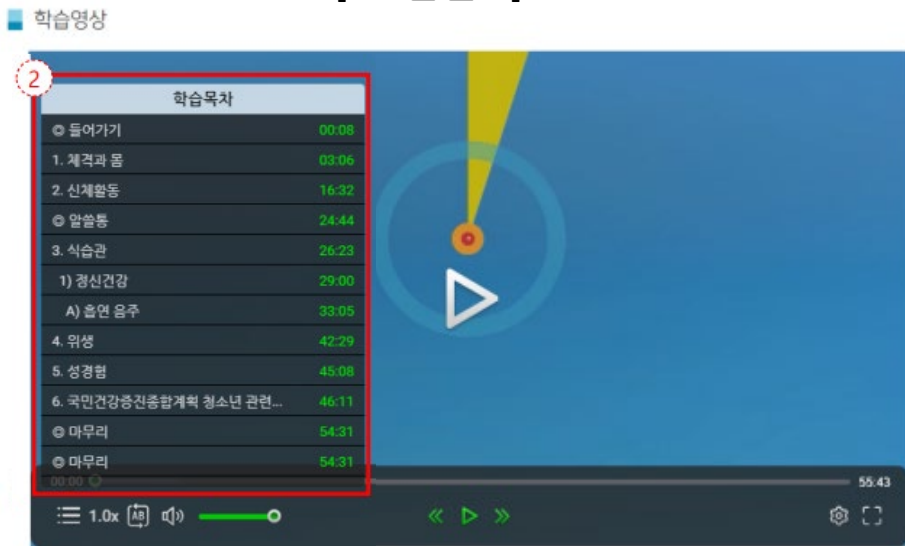 학습영상
2
학습목차
◎ 들어가기 00:08
1. 체격과 몸 03:06
2. 신체활동 16:32
◎ 알쓸통 24:44
3. 식습관 26:23
1) 정신건강 29:00
A) 흡연 음주 33:05
4. 위생 42:29
5. 성경험 45:08
6. 국민건강증진종합계획 청소년 관련... 46:11
◎ 마무리 54:31
◎ 마무리 54:31
00:00 55:43
1.0x AB